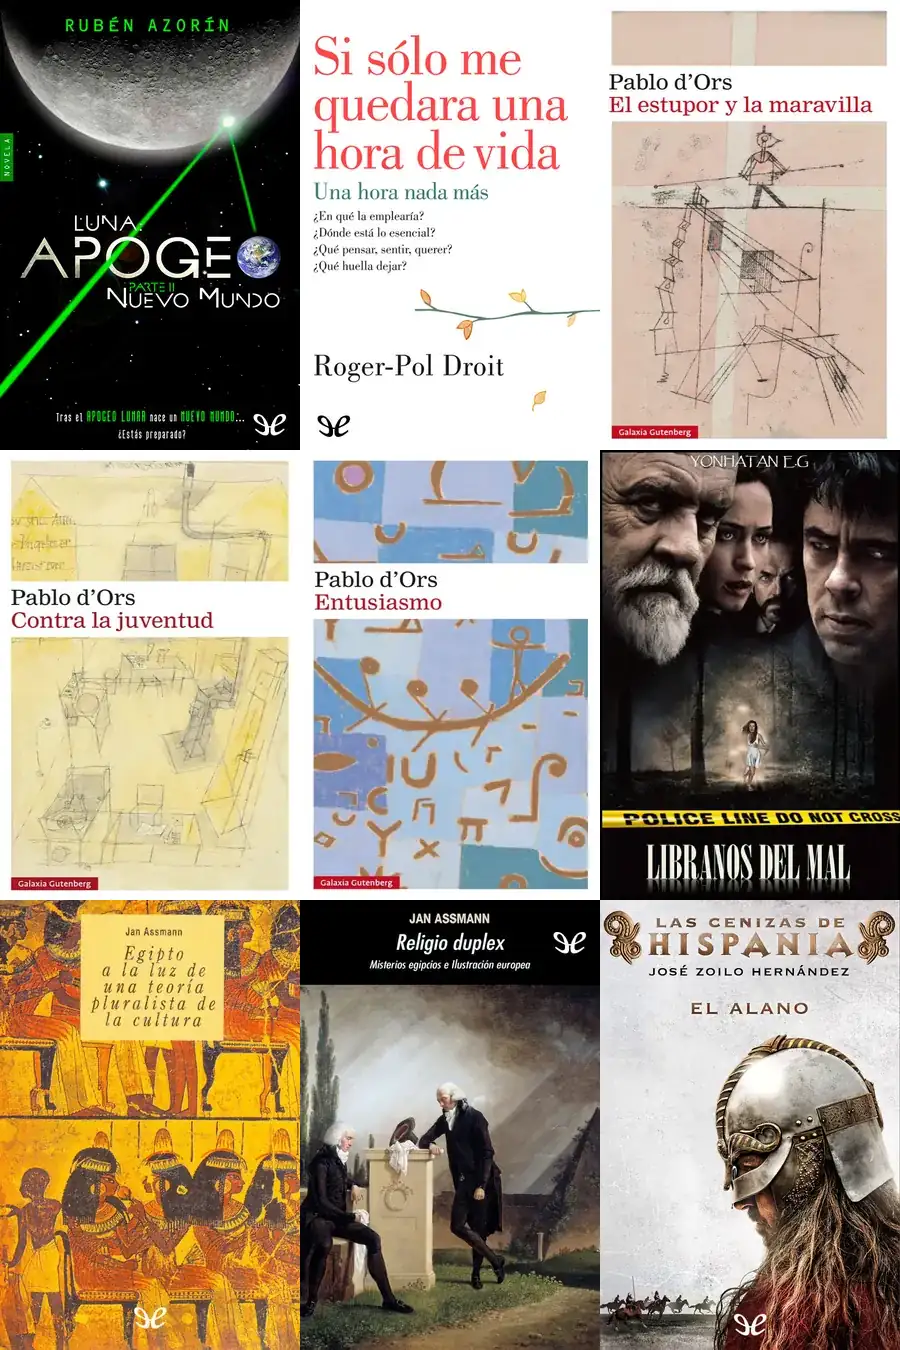 RUBÉN AZORÍN
NOVELA
LUNA
APOGEO
PARTE II
NUEVO MUNDO
Tras el APOGEO LUNAR nace un NUEVO MUNDO...
¿Estás preparado?
Si sólo me
quedara una
hora de vida
Una hora nada más
¿En qué la emplearía?
¿Dónde está lo esencial?
¿Qué pensar, sentir, querer?
¿Qué huella dejar?
Roger-Pol Droit
Pablo d'Ors
El estupor y la maravilla
Galaxia Gutenberg
Pablo d'Ors
Contra la juventud
Galaxia Gutenberg
Pablo d'Ors
Entusiasmo
Galaxia Gutenberg
YONHATAN E.G
POLICE LINE DO NOT CROSS
LIBRANOS DEL MAL
Jan Assmann
Egipto
a la luz de
una teoría
pluralista de
la cultura
JAN ASSMANN
Religio duplex
Misterios egipcios e Ilustración europea
LAS CENIZAS DE
HISPANIA
JOSÉ ZOILO HERNÁNDEZ
EL ALANO